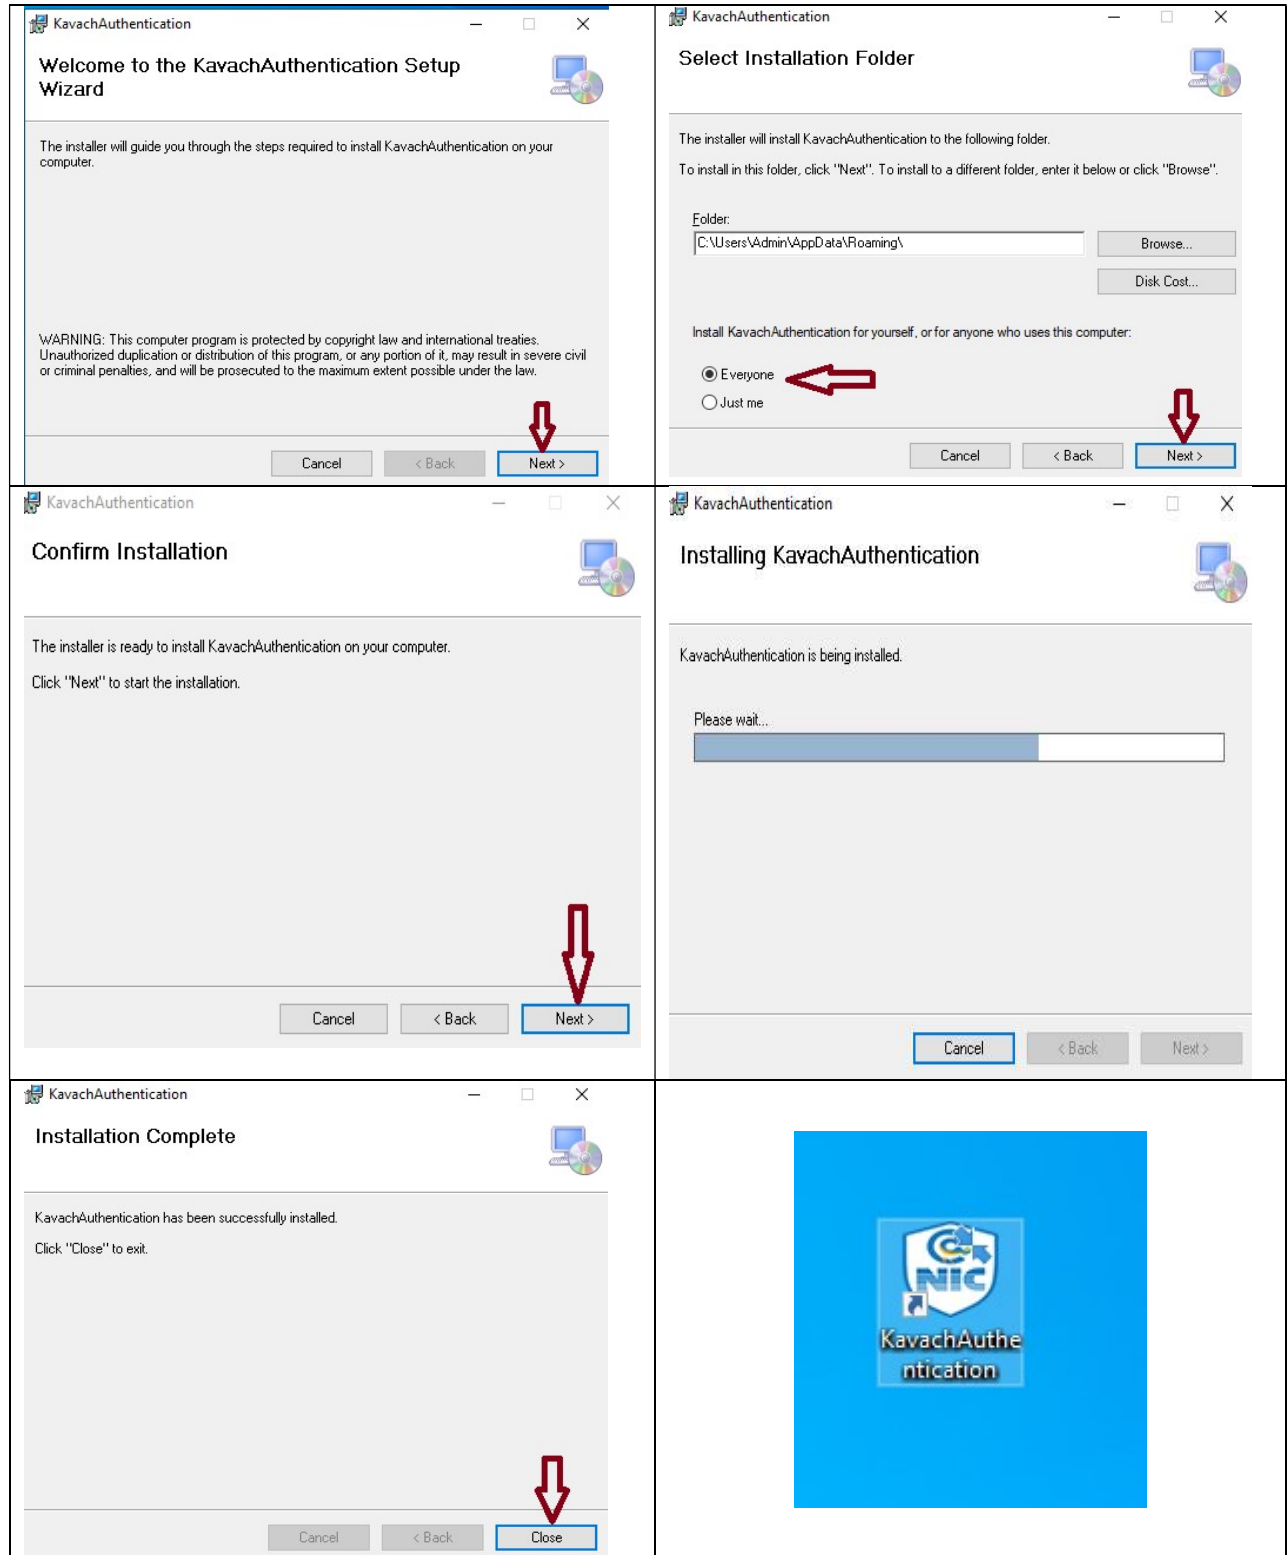 KavachAuthentication
Welcome to the KavachAuthentication Setup
Wizard
The installer will guide you through the steps required to install KavachAuthentication on your
computer.
WARNING: This computer program is protected by copyright law and international treaties.
Unauthorized duplication or distribution of this program, or any portion of it, may result in severe civil
or criminal penalties, and will be prosecuted to the maximum extent possible under the law.
Cancel < Back Next >
KavachAuthentication
Select Installation Folder
The installer will install KavachAuthentication to the following folder.
To install in this folder, click "Next". To install to a different folder, enter it below or click "Browse".
Folder:
C:\Users\Admin\AppData\Roaming\ Browse...
Disk Cost...
Install KavachAuthentication for yourself, or for anyone who uses this computer:
Everyone
Just me
Cancel < Back Next >
KavachAuthentication
Confirm Installation
The installer is ready to install KavachAuthentication on your computer.
Click "Next" to start the installation.
Cancel < Back Next >
KavachAuthentication
Installing KavachAuthentication
KavachAuthentication is being installed.
Please wait...
Cancel < Back Next >
KavachAuthentication
Installation Complete
KavachAuthentication has been successfully installed.
Click "Close" to exit.
Cancel < Back Close
NIC
KavachAuthe
ntication